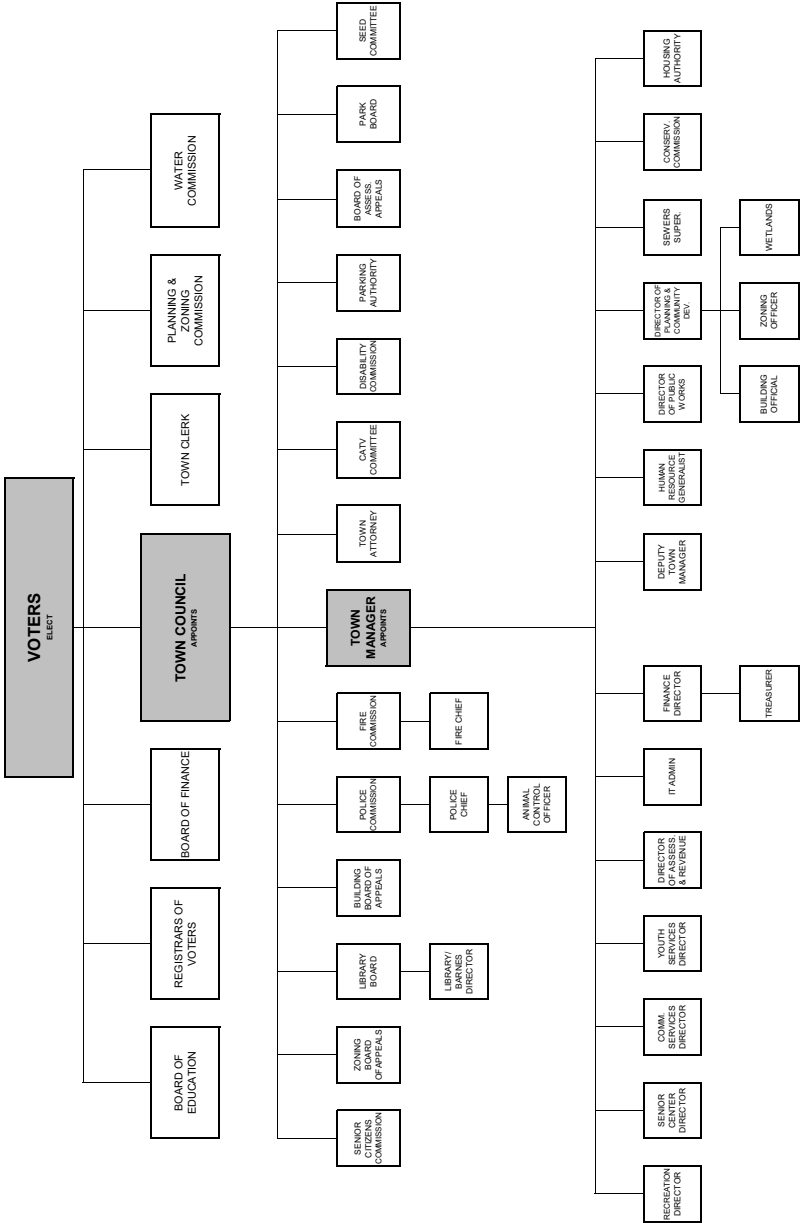 VOTERS
ELECT
BOARD OF
EDUCATION
REGISTRARS OF
VOTERS
BOARD OF FINANCE
TOWN COUNCIL
APPOINTS
TOWN CLERK
PLANNING &
ZONING
COMMISSION
WATER
COMMISSION
SENIOR
CITIZENS
COMMISSION
ZONING
BOARD
OF APPEALS
LIBRARY
BOARD
BUILDING
BOARD OF
APPEALS
POLICE
COMMISSION
FIRE
COMMISSION
TOWN
MANAGER
APPOINTS
TOWN
ATTORNEY
CATV
COMMITTEE
DISABILITY
COMMISSION
PARKING
AUTHORITY
BOARD OF
ASSESS.
APPEALS
PARK
BOARD
SEED
COMMITTEE
LIBRARY/
BARNES
DIRECTOR
POLICE
CHIEF
FIRE CHIEF
ANIMAL
CONTROL
OFFICER
RECREATION
DIRECTOR
SENIOR
CENTER
DIRECTOR
COMM.
SERVICES
DIRECTOR
YOUTH
SERVICES
DIRECTOR
DIRECTOR
OF ASSESS.
& REVENUE
IT ADMIN
FINANCE
DIRECTOR
DEPUTY
TOWN
MANAGER
HUMAN
RESOURCE
GENERALIST
DIRECTOR
OF PUBLIC
WORKS
DIRECTOR OF
PLANNING &
COMMUNITY
DEV.
SEWERS
SUPER.
CONSERV.
COMMISSION
HOUSING
AUTHORITY
TREASURER
BUILDING
OFFICIAL
ZONING
OFFICER
WETLANDS